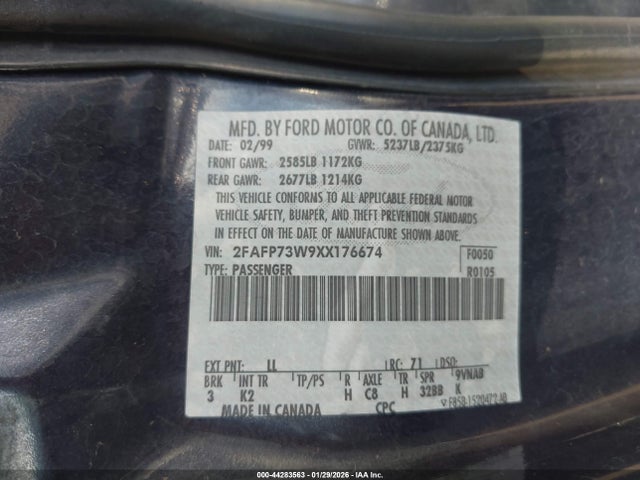 MFD. BY FORD MOTOR CO. OF CANADA, LTD.
DATE: 02/99 GVWR: 5237LB/2375KG
FRONT GAWR: 2585LB 1172KG
REAR GAWR: 2677LB 1214KG
THIS VEHICLE CONFORMS TO ALL APPLICABLE FEDERAL MOTOR
VEHICLE SAFETY, BUMPER, AND THEFT PREVENTION STANDARDS
IN EFFECT ON THE DATE OF MANUFACTURE SHOWN ABOVE.
VIN: 2FAFP73W9XX176674 F0050
TYPE: PASSENGER R0105
EXT PNT: LL RC: 71 DSO:
BRK INT TR TP/PS R AXLE TR SPR 9VNAB
3 K2 H C8 H 32BB K
MADE IN CANADA CPC F85B-1520472-AB
000-44283563 - 01/29/2026 - IAA Inc.